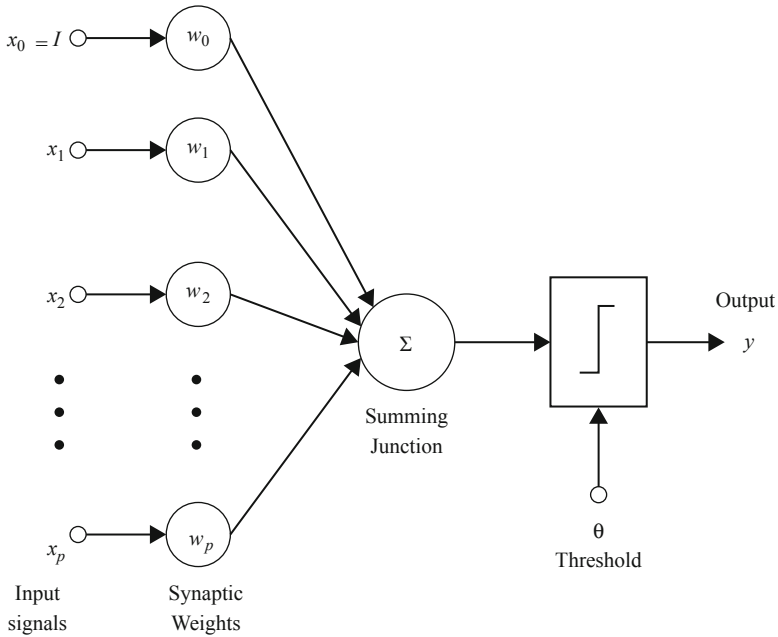 x₀ = I
w₀
x₁
w₁
x₂
w₂
Σ
Summing
Junction
Output
y
θ
Threshold
xₚ
wₚ
Input
signals
Synaptic
Weights